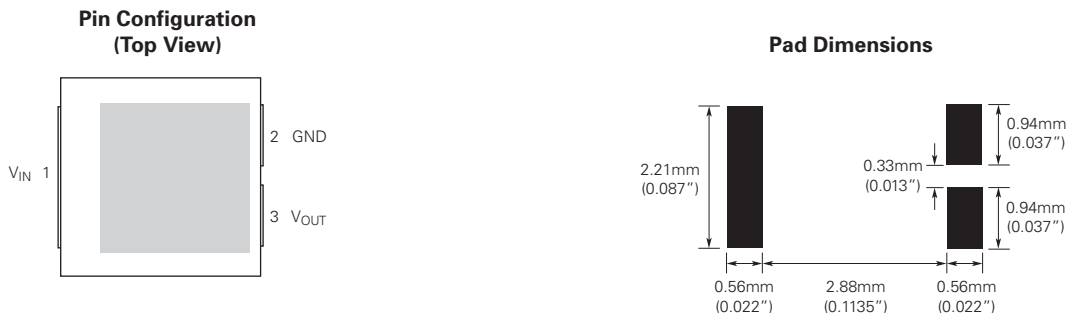 Pin Configuration
(Top View)
V_IN 1
2 GND
3 V_OUT
Pad Dimensions
2.21mm
(0.087”)
0.33mm
(0.013”)
0.94mm
(0.037”)
0.94mm
(0.037”)
0.56mm
(0.022”)
2.88mm
(0.1135”)
0.56mm
(0.022”)